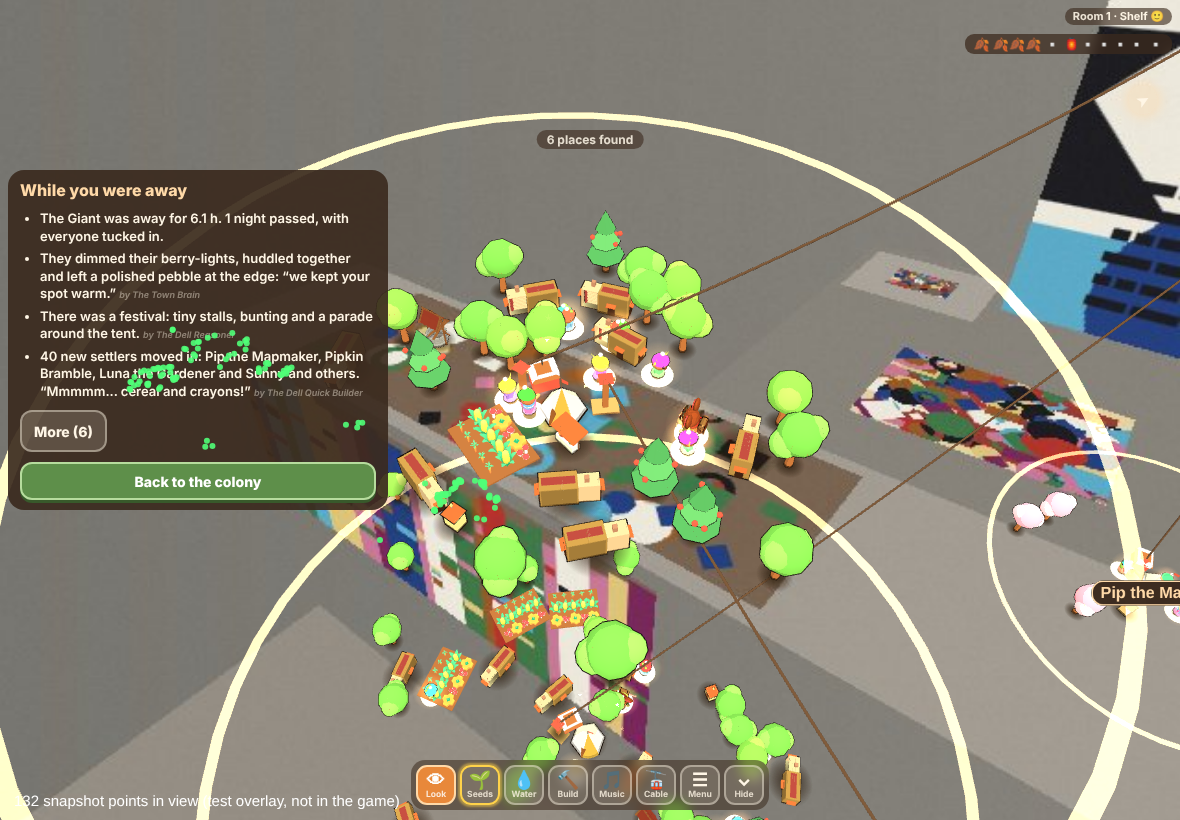 Room 1 · Shelf 🙂
6 places found
While you were away
• The Giant was away for 6.1 h. 1 night passed, with
everyone tucked in.
• They dimmed their berry-lights, huddled together
and left a polished pebble at the edge: “we kept your
spot warm.” by The Town Brain
• There was a festival: tiny stalls, bunting and a parade
around the tent. by The Dell Reasoner
• 40 new settlers moved in: Pip the Mapmaker, Pipkin
Bramble, Luna the Gardener and Sunny and others.
“Mmmmm... cereal and crayons!” by The Dell Quick Builder
More (6)
Back to the colony
Pip the Ma
Look
Seeds
Water
Build
Music
Cable
Menu
Hide
32 snapshot points in view (test overlay, not in the game)